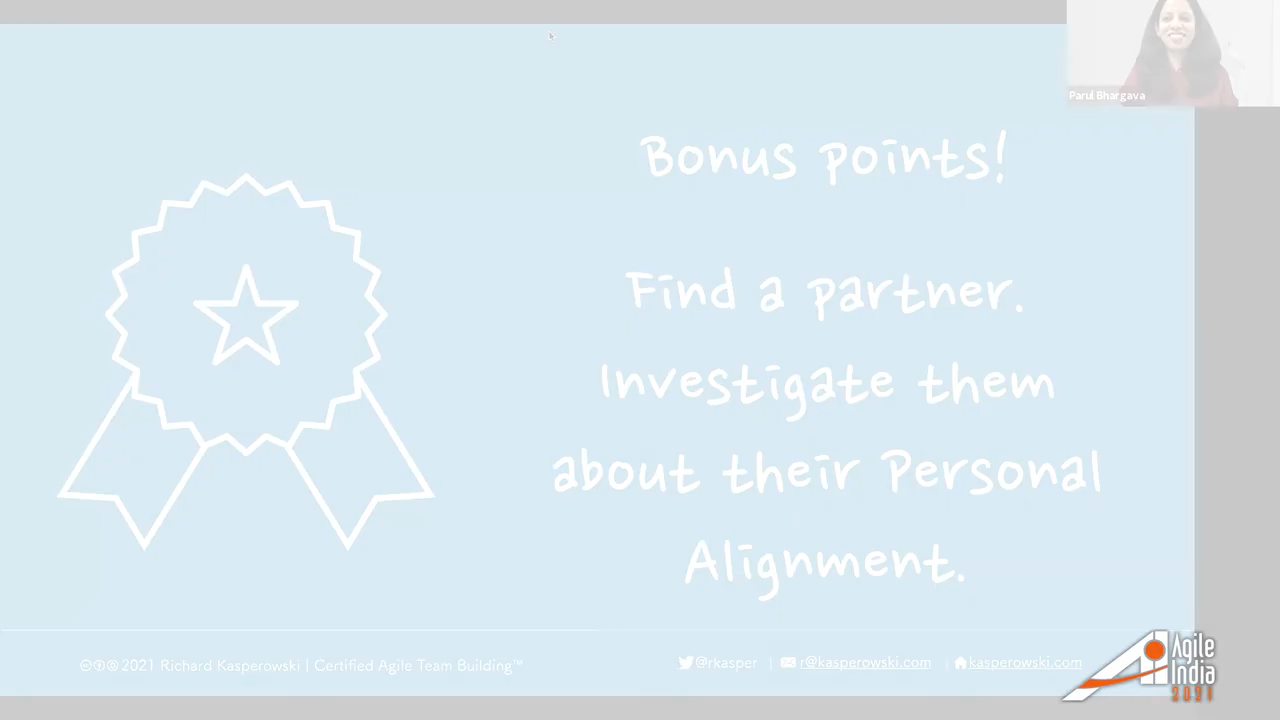 Parul Bhargava
Bonus points!
Find a partner.
Investigate them
about their Personal
Alignment.
2021 Richard Kasperowski | Certified Agile Team Building™
@rkasper | r@kasperowski.com | kasperowski.com
Agile
India
2021